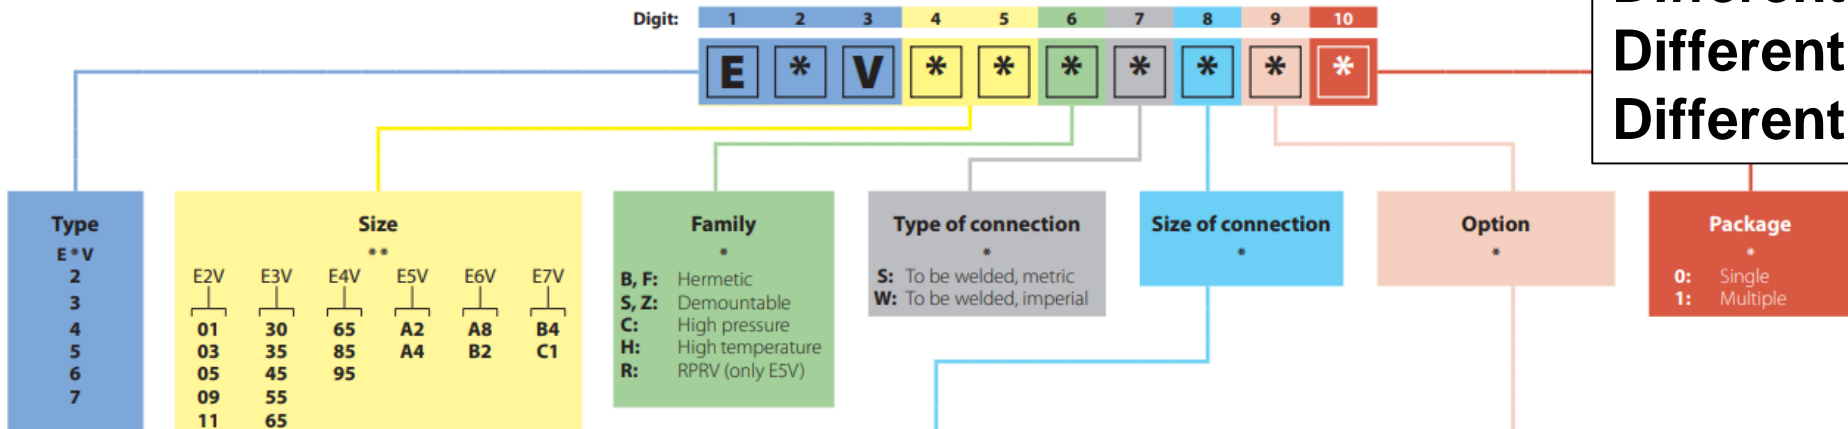 Different
Different
Different
Digit: 1 2 3 4 5 6 7 8 9 10
E * V * * * * * * *
Type
E*V
2
3
4
5
6
7
Size
**
E2V E3V E4V E5V E6V E7V
01 30 65 A2 A8 B4
03 35 85 A4 B2 C1
05 45 95
09 55
11 65
Family
*
B, F: Hermetic
S, Z: Demountable
C: High pressure
H: High temperature
R: RPRV (only E5V)
Type of connection
*
S: To be welded, metric
W: To be welded, imperial
Size of connection
*
Option
*
Package
*
0: Single
1: Multiple